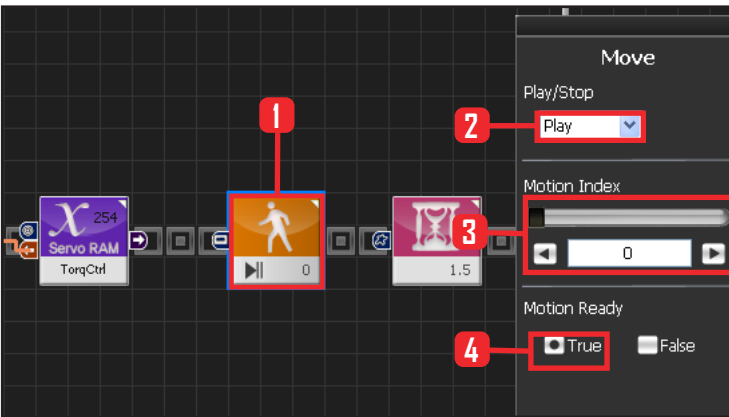 Move
Play/Stop
1
2
Play
Motion Index
254
Servo RAM
TorqCtrl
0
3
1.5
0
Motion Ready
4
True
False